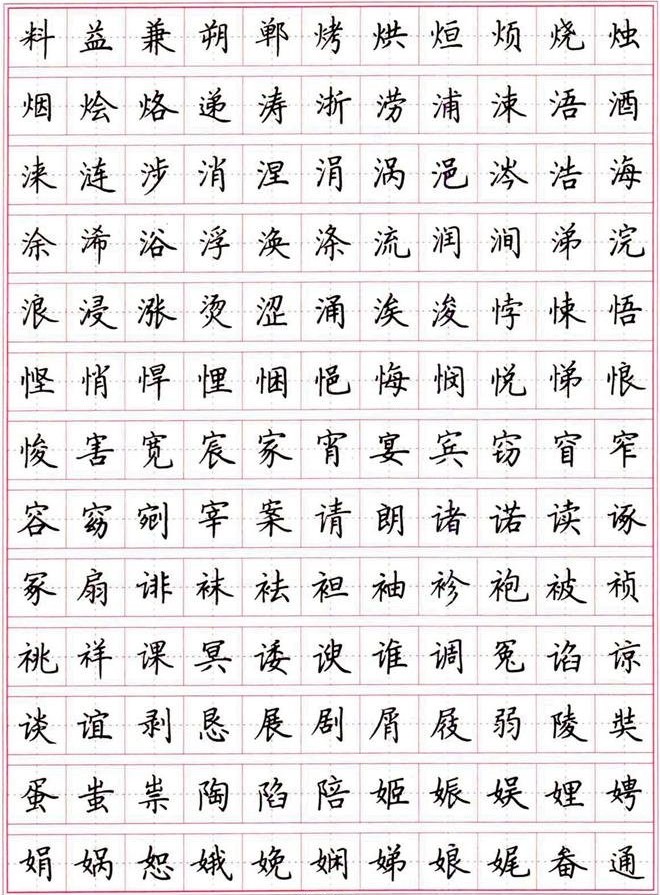 料益兼朔郸烤烘烜烦烧烛
烟烩烙递涛浙涝浦涑浯酒
涞涟涉消涅涓涡浥涔浩海
涂浠浴浮涣涤流润涧涕浣
浪浸涨烫涩涌涘浚悖悚悟
悭悄悍悝悃悒悔悯悦悌悢
悛害宽宸家宵宴宾窍窅窄
容窈剜宰案请朗诸诺读诼
冢扇诽袜袪袒袖袗袍被祯
祧祥课冥诿谀谁调冤谄谅
谈谊剥恳展剧屑屐弱陵奘
蛋蚩祟陶陷陪姬娠娱娌娉
娟娲恕娥娩娴娣娘娓畚通